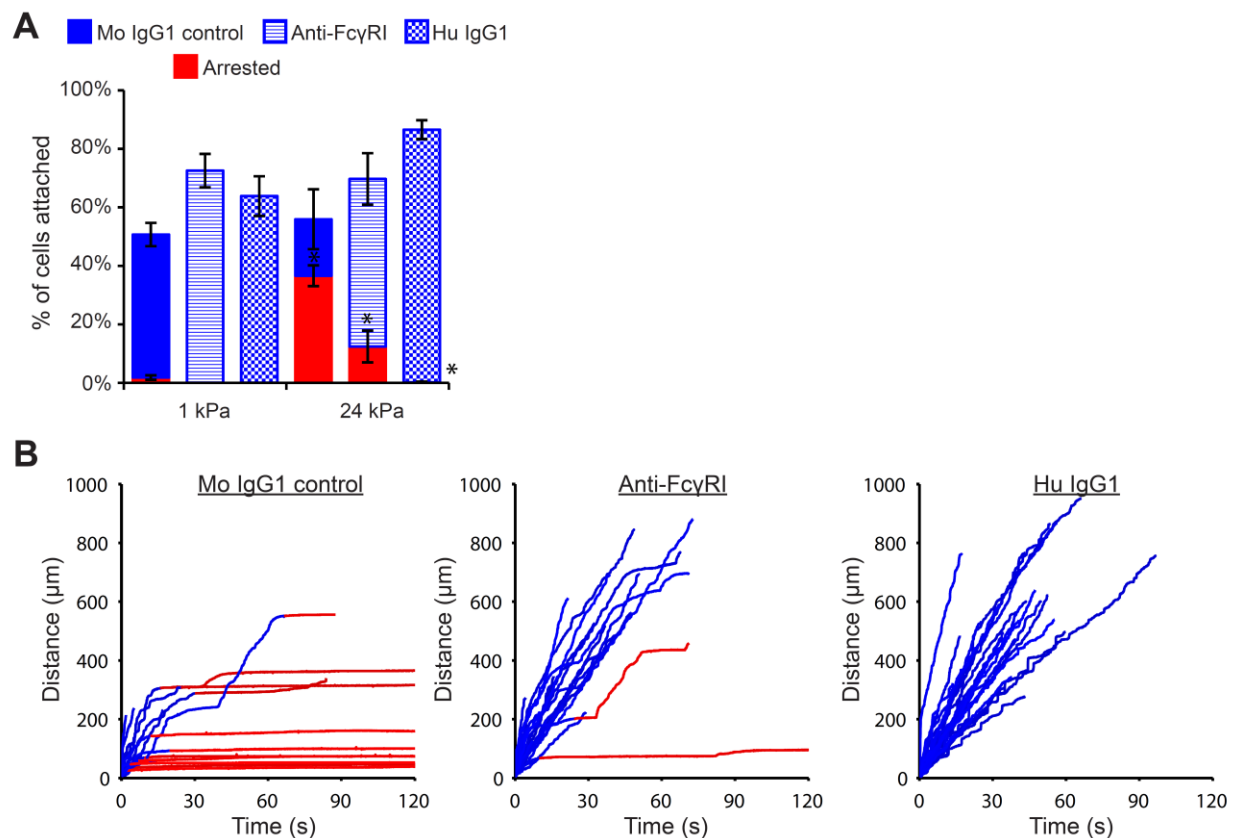 A
Mo IgG1 control Anti-FcγRI Hu IgG1
Arrested
% of cells attached
100%
80%
60%
40%
20%
0%
* * *
1 kPa 24 kPa
B
Mo IgG1 control Anti-FcγRI Hu IgG1
Distance (µm)
1000
800
600
400
200
0
0 30 60 90 120
Time (s)
Distance (µm)
1000
800
600
400
200
0
0 30 60 90 120
Time (s)
Distance (µm)
1000
800
600
400
200
0
0 30 60 90 120
Time (s)